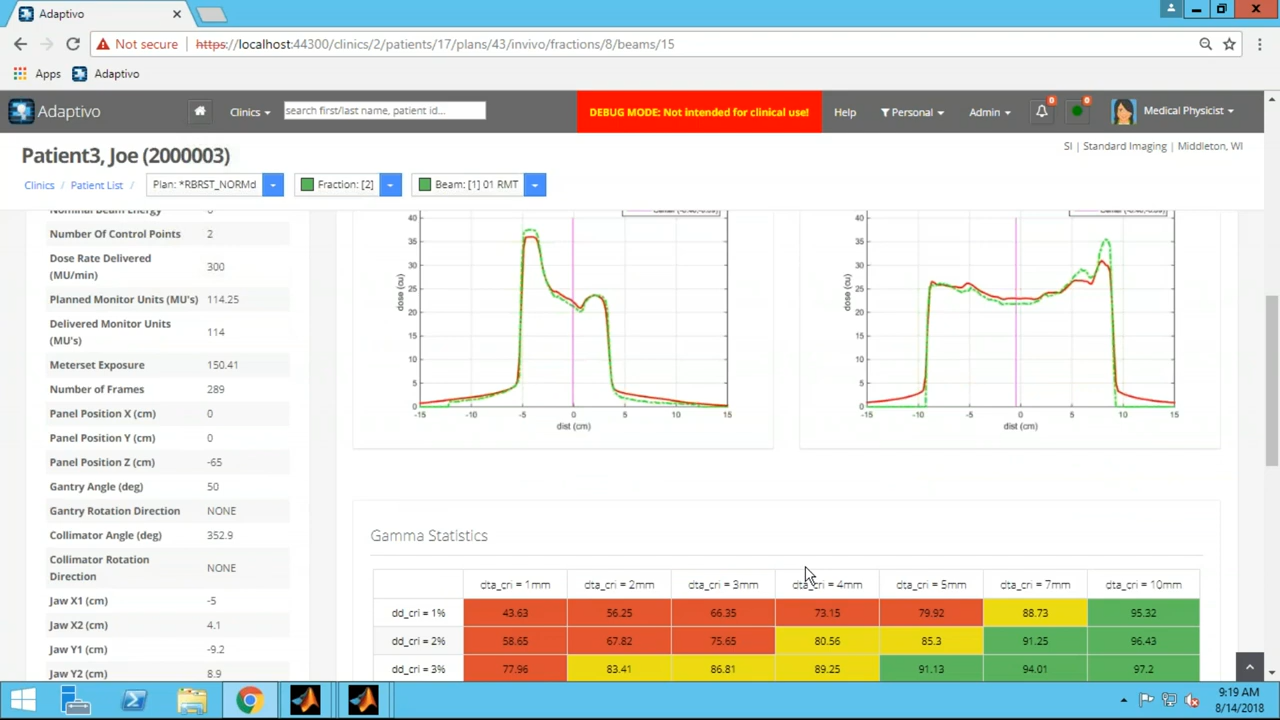 Adaptivo
Not secure https://localhost:44300/clinics/2/patients/17/plans/43/invivo/fractions/8/beams/15
Apps Adaptivo
Adaptivo Clinics search first/last name, patient id... DEBUG MODE: Not intended for clinical use! Help Personal Admin 0 0 Medical Physicist
Patient3, Joe (2000003)
SI | Standard Imaging | Middleton, WI
Clinics / Patient List / Plan: *RBRST_NORMd Fraction: [2] Beam: [1] 01 RMT
Nominal Beam Energy 6
Number Of Control Points 2
Dose Rate Delivered (MU/min) 300
Planned Monitor Units (MU's) 114.25
Delivered Monitor Units (MU's) 114
Meterset Exposure 150.41
Number of Frames 289
Panel Position X (cm) 0
Panel Position Y (cm) 0
Panel Position Z (cm) -65
Gantry Angle (deg) 50
Gantry Rotation Direction NONE
Collimator Angle (deg) 352.9
Collimator Rotation Direction NONE
Jaw X1 (cm) -5
Jaw X2 (cm) 4.1
Jaw Y1 (cm) -9.2
Jaw Y2 (cm) 8.9
40
35
30
25
20
15
10
5
0
dose (cu)
-15 -10 -5 0 5 10 15
dist (cm)
40
35
30
25
20
15
10
5
0
dose (cu)
-15 -10 -5 0 5 10 15
dist (cm)
Gamma Statistics
dta_cri = 1mm dta_cri = 2mm dta_cri = 3mm dta_cri = 4mm dta_cri = 5mm dta_cri = 7mm dta_cri = 10mm
dd_cri = 1% 43.63 56.25 66.35 73.15 79.92 88.73 95.32
dd_cri = 2% 58.65 67.82 75.65 80.56 85.3 91.25 96.43
dd_cri = 3% 77.96 83.41 86.81 89.25 91.13 94.01 97.2
9:19 AM
8/14/2018